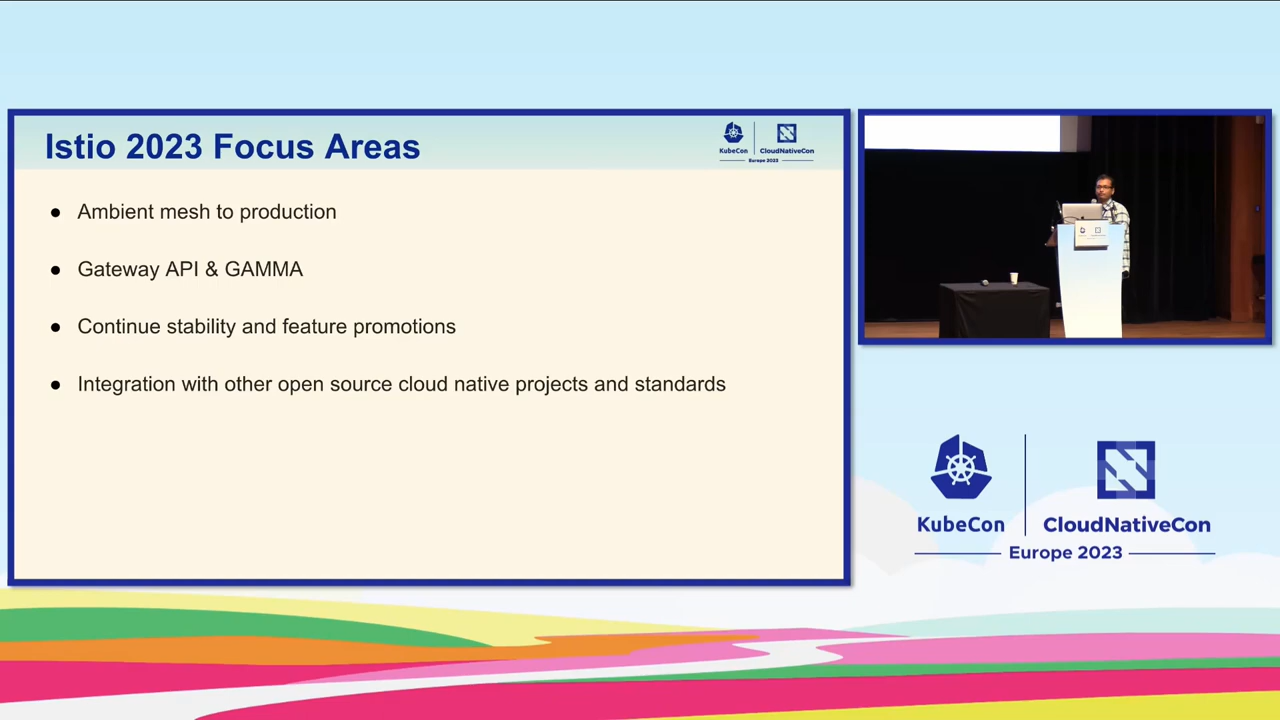 Istio 2023 Focus Areas
KubeCon
CloudNativeCon
Europe 2023
● Ambient mesh to production
● Gateway API & GAMMA
● Continue stability and feature promotions
● Integration with other open source cloud native projects and standards
KubeCon
CloudNativeCon
Europe 2023